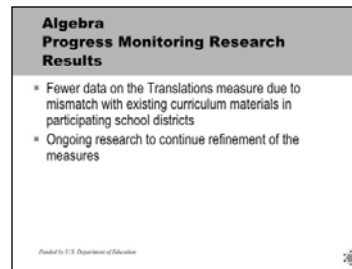 Algebra
Progress Monitoring Research
Results
Fewer data on the Translations measure due to
mismatch with existing curriculum materials in
participating school districts
Ongoing research to continue refinement of the
measures
Funded by U.S. Department of Education